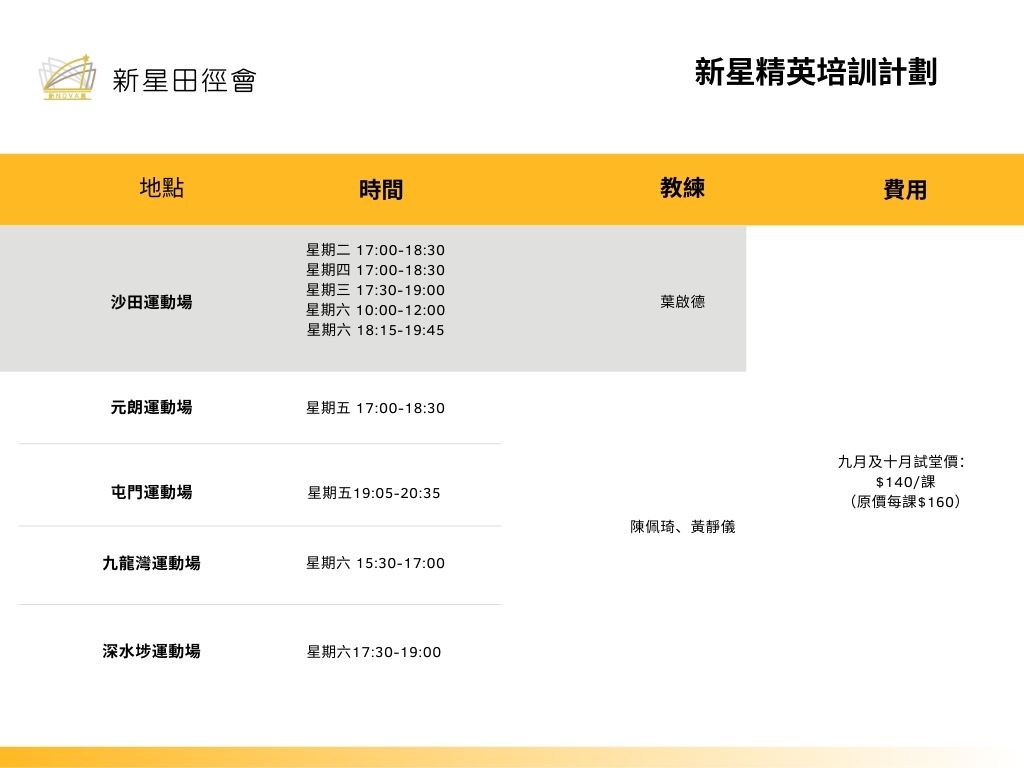 新NOVA星
新星田徑會
新星精英培訓計劃
地點 時間 教練 費用
沙田運動場
星期二 17:00-18:30
星期四 17:00-18:30
星期三 17:30-19:00
星期六 10:00-12:00
星期六 18:15-19:45
葉啟德
元朗運動場 星期五 17:00-18:30
屯門運動場 星期五19:05-20:35
九龍灣運動場 星期六 15:30-17:00
深水埗運動場 星期六17:30-19:00
陳佩琦、黃靜儀
九月及十月試堂價：
$140/課
（原價每課$160）